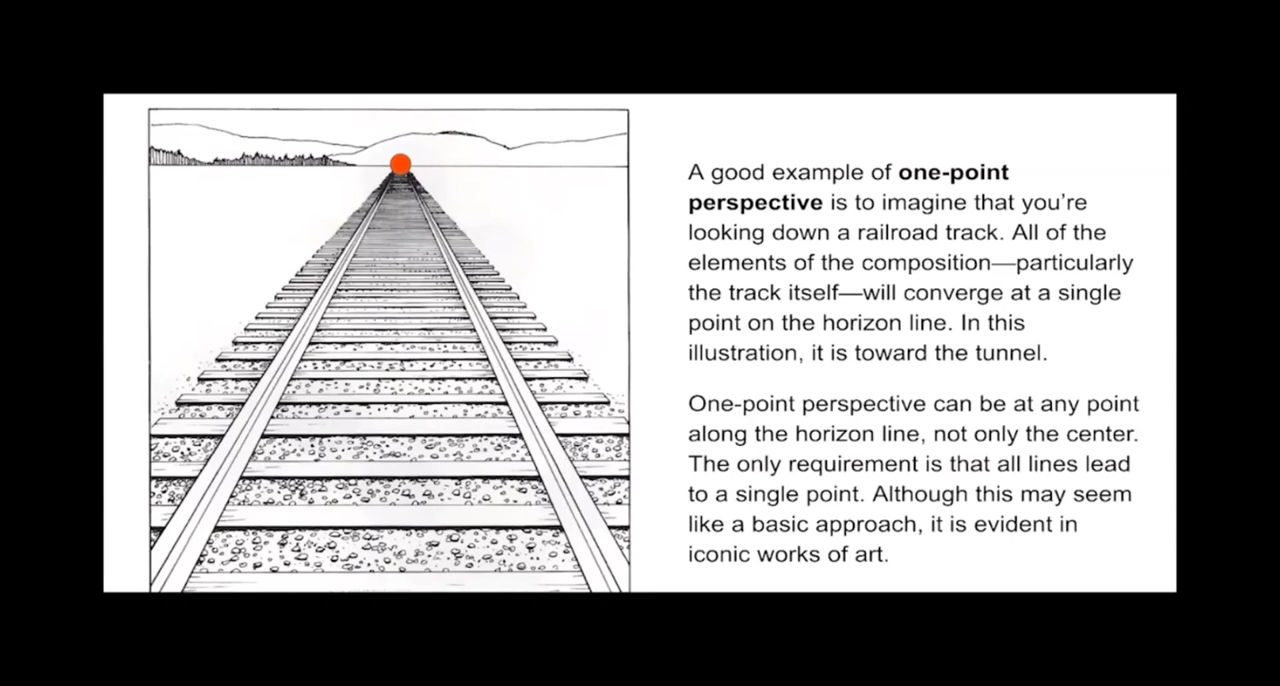 A good example of one-point
perspective is to imagine that you’re
looking down a railroad track. All of the
elements of the composition—particularly
the track itself—will converge at a single
point on the horizon line. In this
illustration, it is toward the tunnel.
One-point perspective can be at any point
along the horizon line, not only the center.
The only requirement is that all lines lead
to a single point. Although this may seem
like a basic approach, it is evident in
iconic works of art.